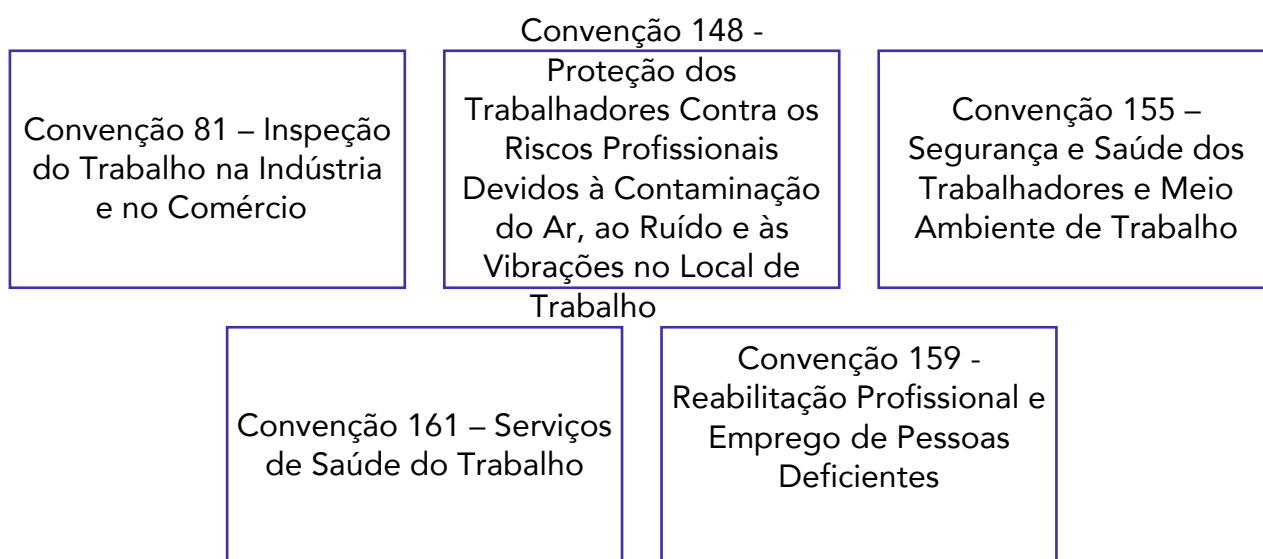 Convenção 81 – Inspeção
do Trabalho na Indústria
e no Comércio
Convenção 148 -
Proteção dos
Trabalhadores Contra os
Riscos Profissionais
Devidos à Contaminação
do Ar, ao Ruído e às
Vibrações no Local de
Trabalho
Convenção 155 –
Segurança e Saúde dos
Trabalhadores e Meio
Ambiente de Trabalho
Convenção 161 – Serviços
de Saúde do Trabalho
Convenção 159 -
Reabilitação Profissional e
Emprego de Pessoas
Deficientes